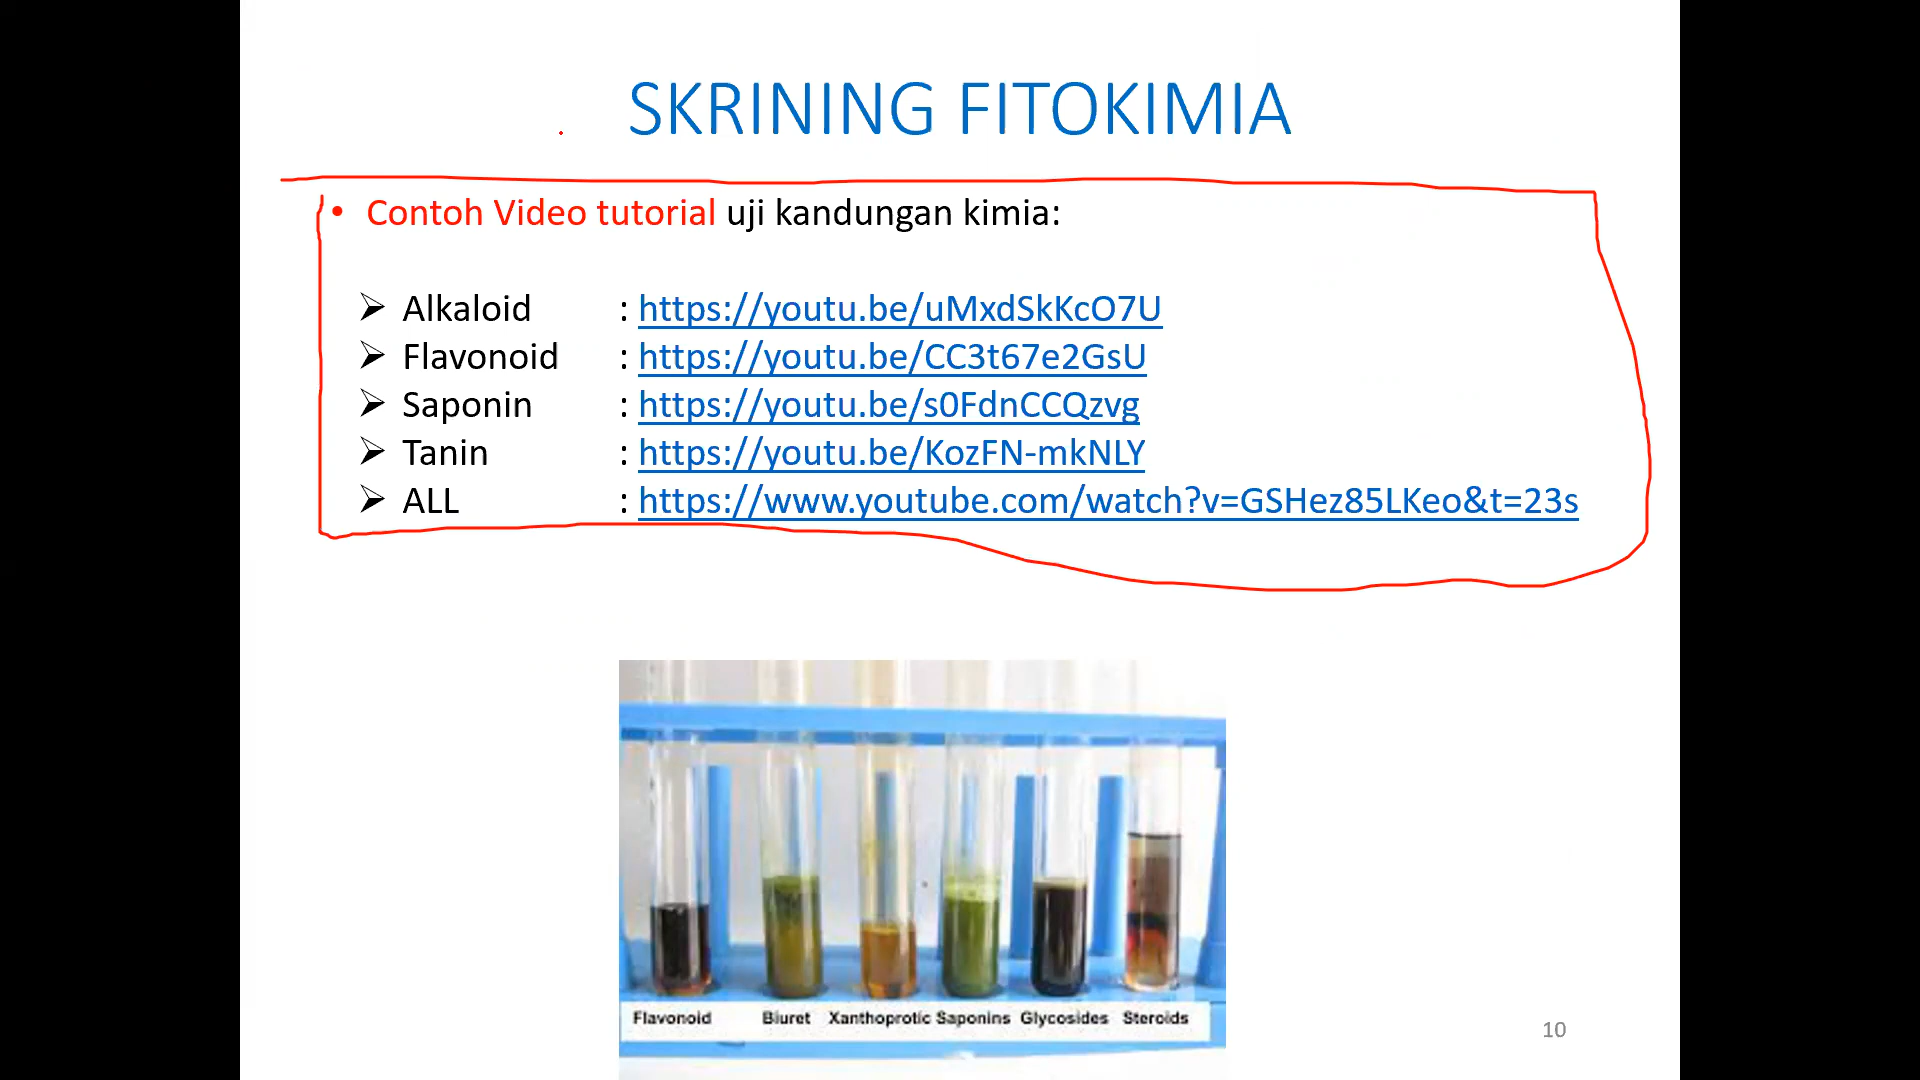 SKRINING FITOKIMIA
• Contoh Video tutorial uji kandungan kimia:
➢ Alkaloid : https://youtu.be/uMxdSkKcO7U
➢ Flavonoid : https://youtu.be/CC3t67e2GsU
➢ Saponin : https://youtu.be/s0FdnCCQzvg
➢ Tanin : https://youtu.be/KozFN-mkNLY
➢ ALL : https://www.youtube.com/watch?v=GSHez85LKeo&t=23s
Flavonoid Biuret Xanthoprotic Saponins Glycosides Steroids
10